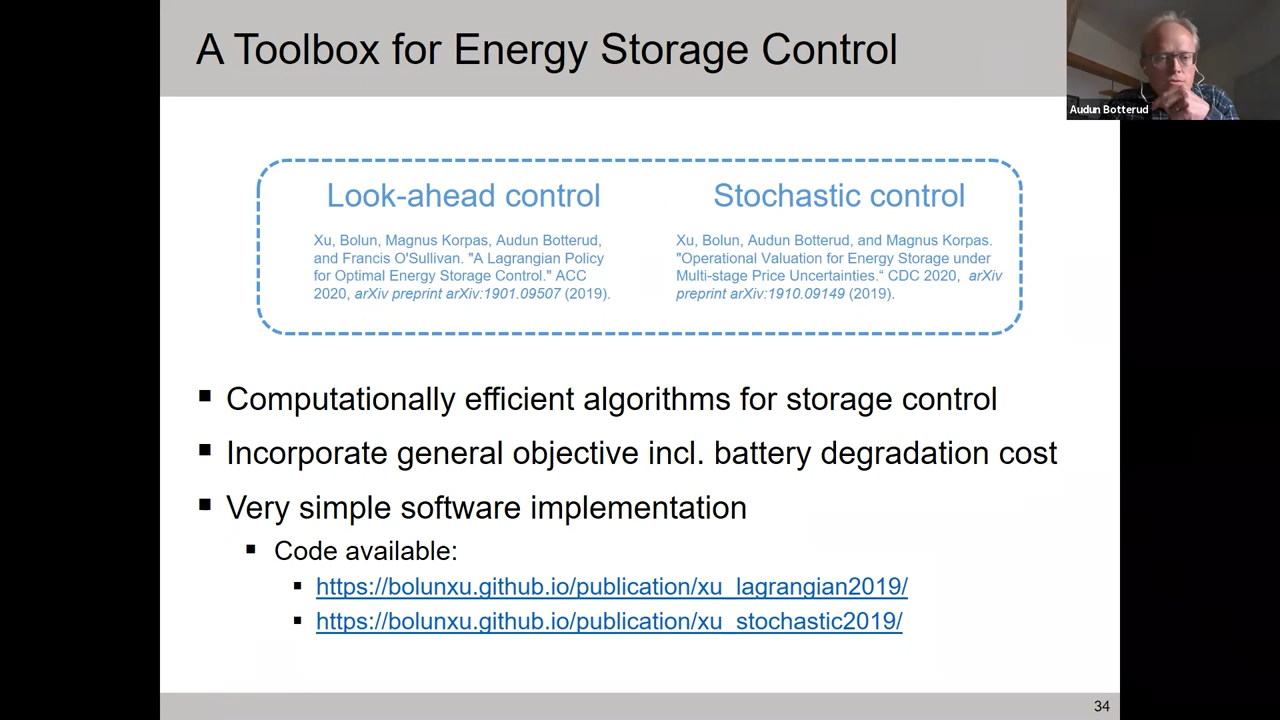 A Toolbox for Energy Storage Control
Audun Botterud
Look-ahead control
Xu, Bolun, Magnus Korpas, Audun Botterud,
and Francis O'Sullivan. "A Lagrangian Policy
for Optimal Energy Storage Control." ACC
2020, arXiv preprint arXiv:1901.09507 (2019).
Stochastic control
Xu, Bolun, Audun Botterud, and Magnus Korpas.
"Operational Valuation for Energy Storage under
Multi-stage Price Uncertainties.“ CDC 2020, arXiv
preprint arXiv:1910.09149 (2019).
▪ Computationally efficient algorithms for storage control
▪ Incorporate general objective incl. battery degradation cost
▪ Very simple software implementation
▪ Code available:
▪ https://bolunxu.github.io/publication/xu_lagrangian2019/
▪ https://bolunxu.github.io/publication/xu_stochastic2019/
34